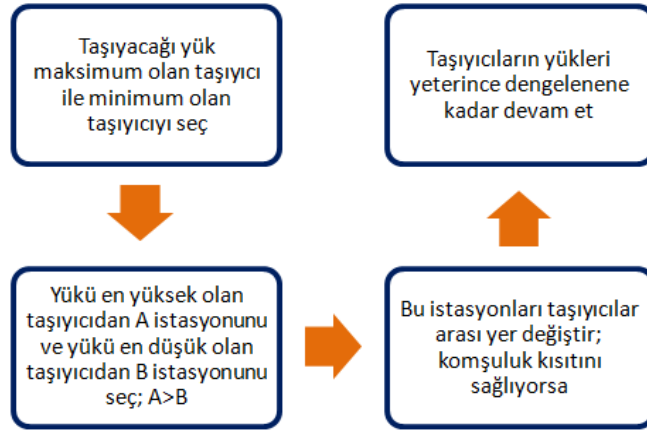 Taşıyacağı yük
maksimum olan taşıyıcı
ile minimum olan
taşıyıcıyı seç
Yükü en yüksek olan
taşıyıcıdan A istasyonunu
ve yükü en düşük olan
taşıyıcıdan B istasyonunu
seç; A>B
Bu istasyonları taşıyıcılar
arası yer değiştir;
komşuluk kısıtını
sağlıyorsa
Taşıyıcıların yükleri
yeterince dengelenene
kadar devam et